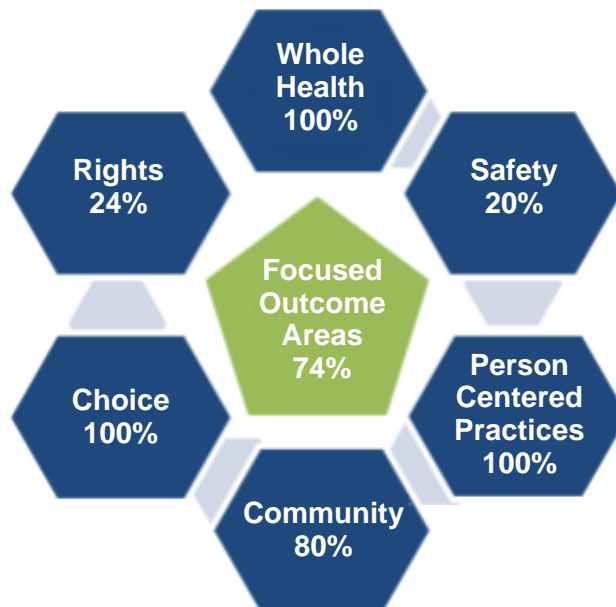 Whole
Health
100%
Rights
24%
Safety
20%
Focused
Outcome
Areas
74%
Choice
100%
Person
Centered
Practices
100%
Community
80%